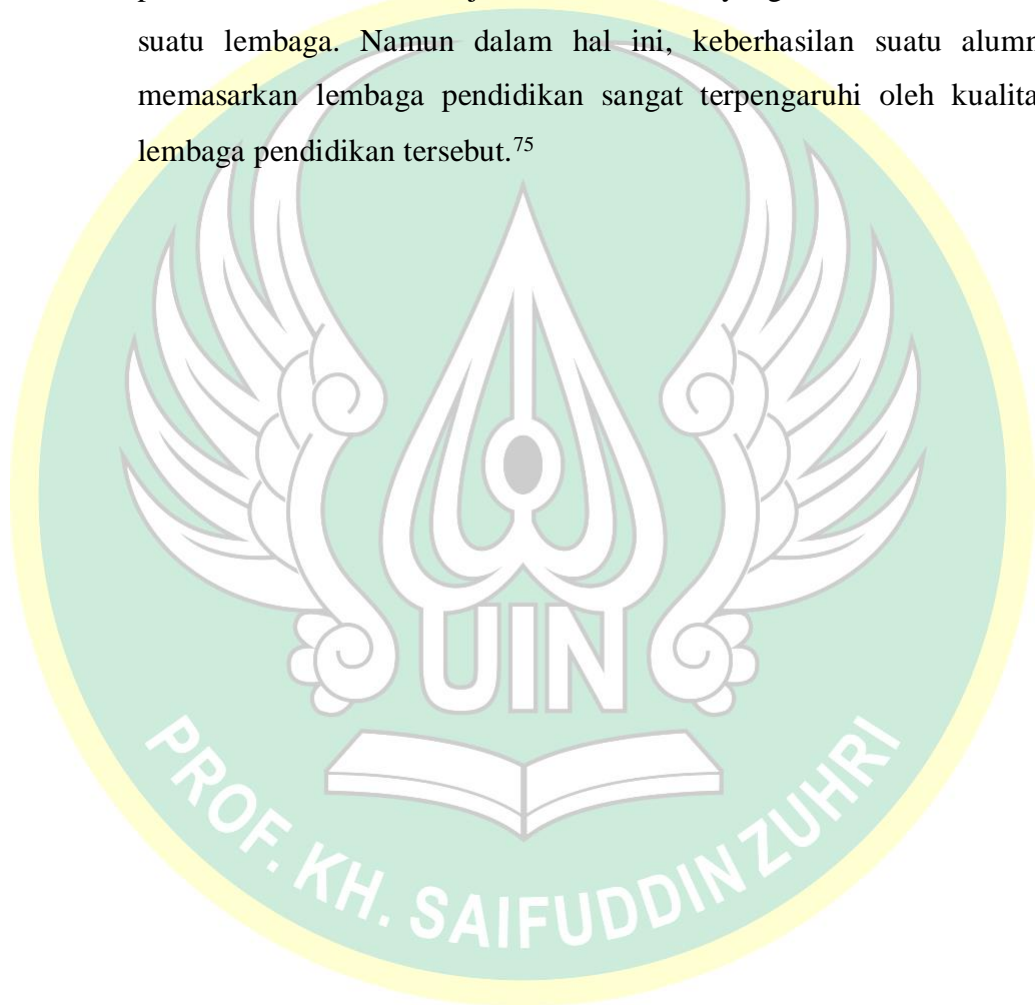 suatu lembaga. Namun dalam hal ini, keberhasilan suatu alumn
memasarkan lembaga pendidikan sangat terpengaruhi oleh kualita
lembaga pendidikan tersebut.75
UIN
PROF. KH. SAIFUDDIN ZUHRI